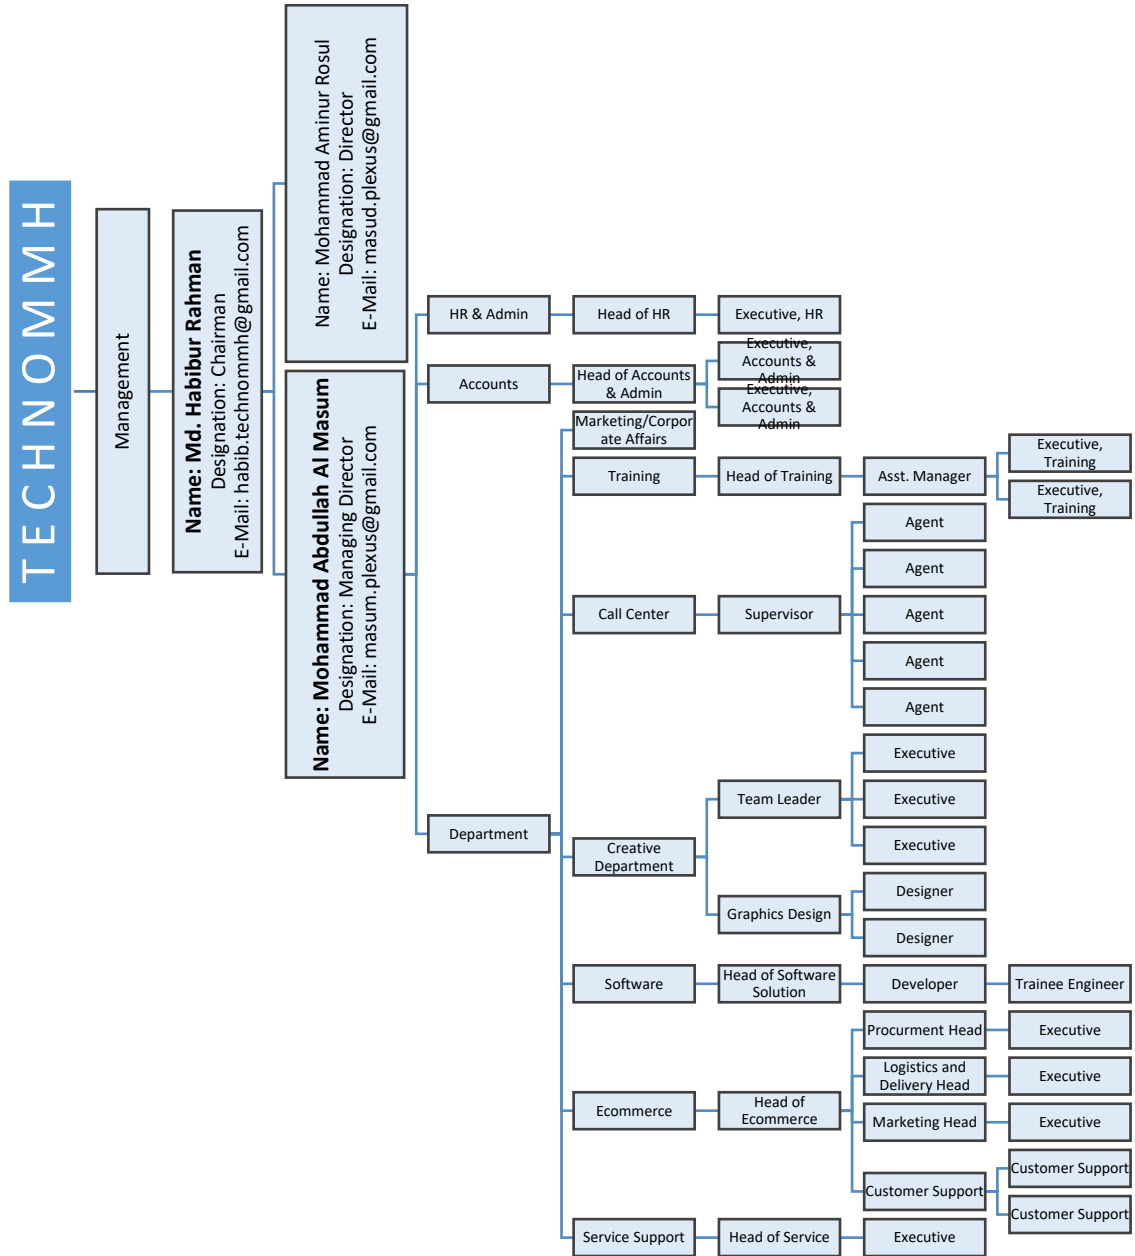 TECHNOMMH
Management
Name: Md. Habibur Rahman
Designation: Chairman
E-Mail: habib.technommh@gmail.com
Name: Mohammad Aminur Rosul
Designation: Director
E-Mail: masud.plexus@gmail.com
Name: Mohammad Abdullah Al Masum
Designation: Managing Director
E-Mail: masum.plexus@gmail.com
HR & Admin
Head of HR
Executive, HR
Accounts
Head of Accounts
& Admin
Executive,
Accounts &
Admin
Executive,
Accounts &
Admin
Department
Marketing/Corpor
ate Affairs
Training
Head of Training
Asst. Manager
Executive,
Training
Executive,
Training
Call Center
Supervisor
Agent
Agent
Agent
Agent
Agent
Creative
Department
Team Leader
Executive
Executive
Executive
Graphics Design
Designer
Designer
Software
Head of Software
Solution
Developer
Trainee Engineer
Ecommerce
Head of
Ecommerce
Procurment Head
Executive
Logistics and
Delivery Head
Executive
Marketing Head
Executive
Customer Support
Customer Support
Customer Support
Service Support
Head of Service
Executive